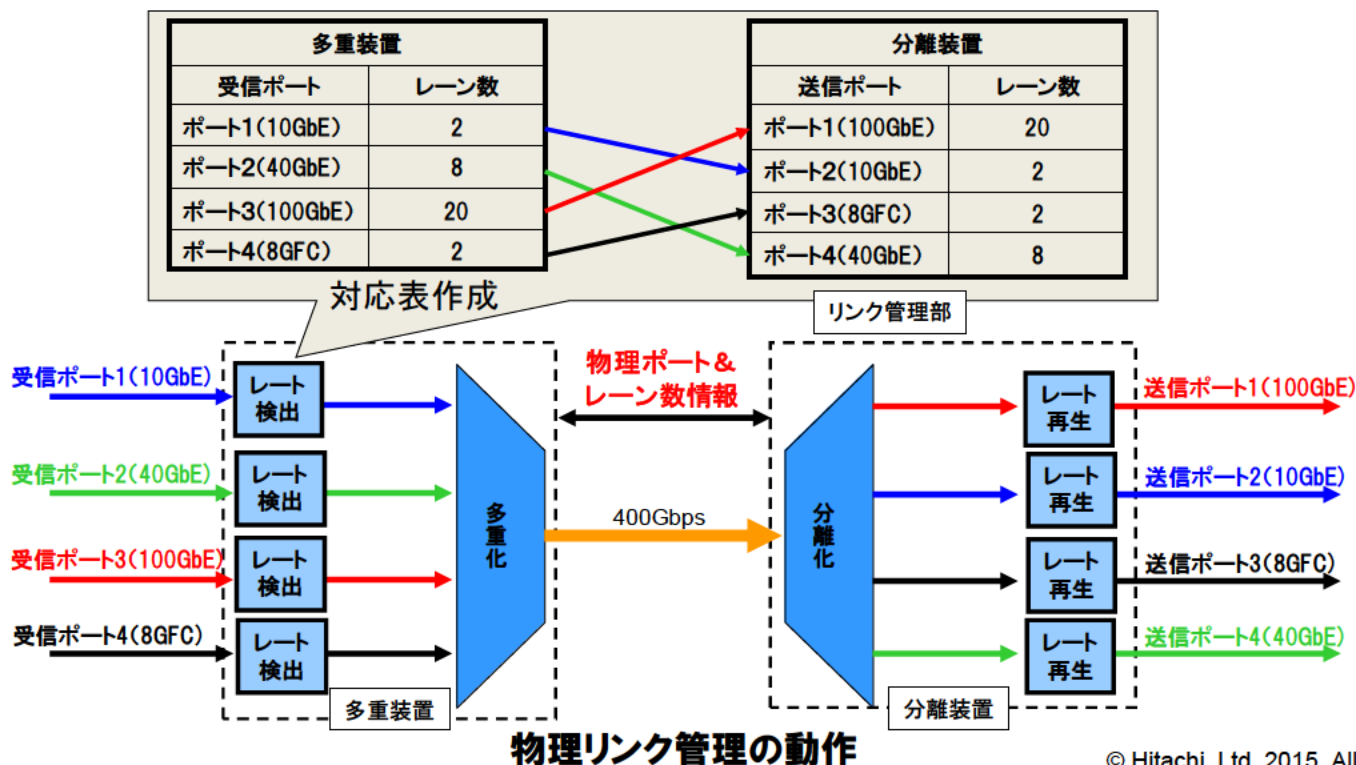 多重装置
受信ポート レーン数
ポート1(10GbE) 2
ポート2(40GbE) 8
ポート3(100GbE) 20
ポート4(8GFC) 2
分離装置
送信ポート レーン数
ポート1(100GbE) 20
ポート2(10GbE) 2
ポート3(8GFC) 2
ポート4(40GbE) 8
対応表作成
リンク管理部
受信ポート1(10GbE)
レート
検出
受信ポート2(40GbE)
レート
検出
受信ポート3(100GbE)
レート
検出
受信ポート4(8GFC)
レート
検出
多重化
多重装置
物理ポート&
レーン数情報
400Gbps
分離化
レート
再生
送信ポート1(100GbE)
レート
再生
送信ポート2(10GbE)
レート
再生
送信ポート3(8GFC)
レート
再生
送信ポート4(40GbE)
分離装置
物理リンク管理の動作
© Hitachi, Ltd. 2015. All